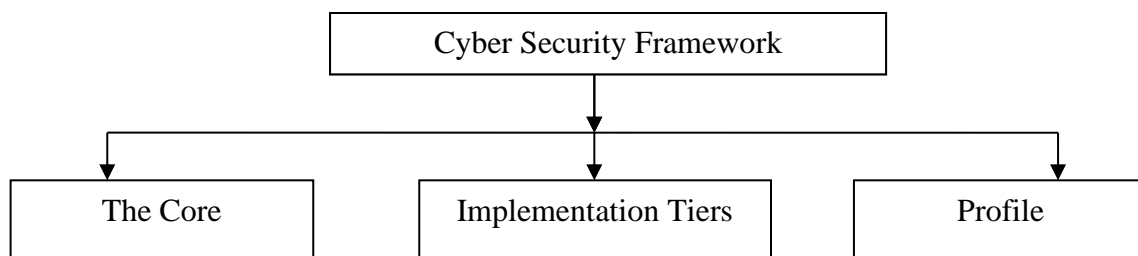 Cyber Security Framework
The Core
Implementation Tiers
Profile